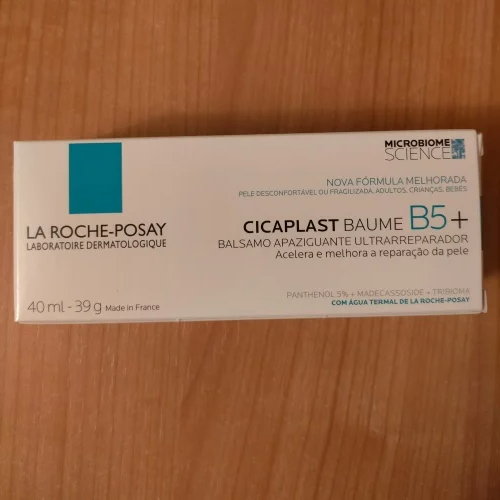 MICROBIOME
SCIENCE
NOVA FÓRMULA MELHORADA
PELE DESCONFORTÁVEL OU FRAGILIZADA, ADULTOS, CRIANÇAS, BEBÉS
LA ROCHE-POSAY
LABORATOIRE DERMATOLOGIQUE
CICAPLAST BAUME B5+
BALSAMO APAZIGUANTE ULTRARREPARADOR
Acelera e melhora a reparação da pele
PANTHENOL 5% + MADECASSOSIDE + TRIBIOMA
COM ÁGUA TERMAL DE LA ROCHE-POSAY
40 ml - 39 g Made in France